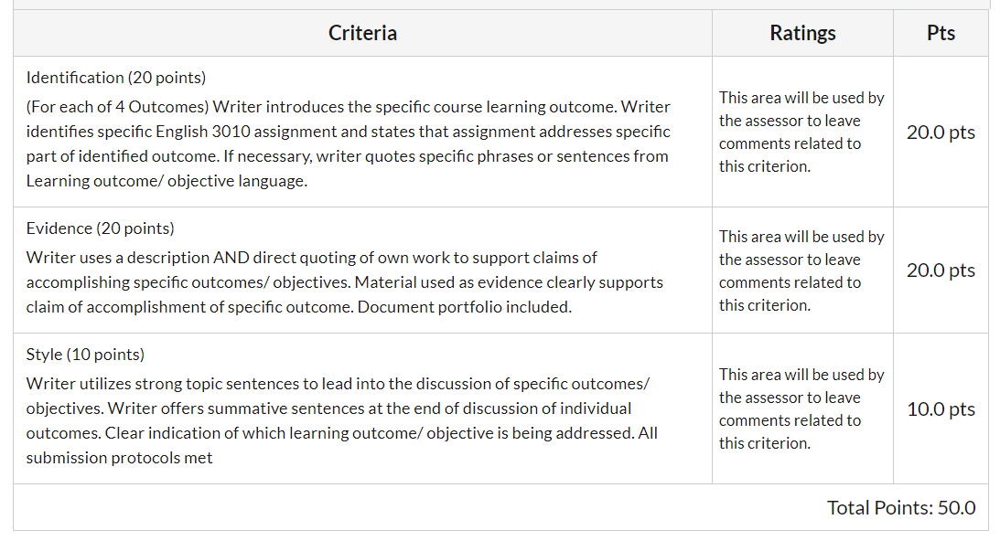 Criteria Ratings Pts
Identification (20 points)
(For each of 4 Outcomes) Writer introduces the specific course learning outcome. Writer
identifies specific English 3010 assignment and states that assignment addresses specific
part of identified outcome. If necessary, writer quotes specific phrases or sentences from
Learning outcome/ objective language.
This area will be used by
the assessor to leave
comments related to
this criterion.
20.0 pts
Evidence (20 points)
Writer uses a description AND direct quoting of own work to support claims of
accomplishing specific outcomes/ objectives. Material used as evidence clearly supports
claim of accomplishment of specific outcome. Document portfolio included.
This area will be used by
the assessor to leave
comments related to
this criterion.
20.0 pts
Style (10 points)
Writer utilizes strong topic sentences to lead into the discussion of specific outcomes/
objectives. Writer offers summative sentences at the end of discussion of individual
outcomes. Clear indication of which learning outcome/ objective is being addressed. All
submission protocols met
This area will be used by
the assessor to leave
comments related to
this criterion.
10.0 pts
Total Points: 50.0